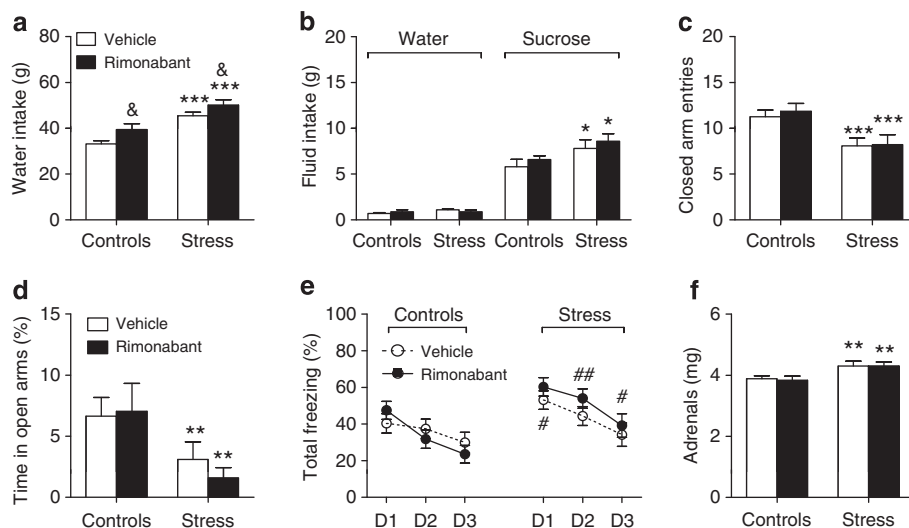 a
Water intake (g)
80
60
40
20
0
Vehicle
Rimonabant
&
***
&
***
Controls Stress
b
Fluid intake (g)
20
15
10
5
0
Water Sucrose
* *
Controls Stress Controls Stress
c
Closed arm entries
20
15
10
5
0
*** ***
Controls Stress
d
Time in open arms (%)
15
10
5
0
Vehicle
Rimonabant
** **
Controls Stress
e
Total freezing (%)
100
80
60
40
20
0
Controls Stress
Vehicle
Rimonabant
# ## #
D1 D2 D3 D1 D2 D3
f
Adrenals (mg)
8
6
4
2
0
** **
Controls Stress